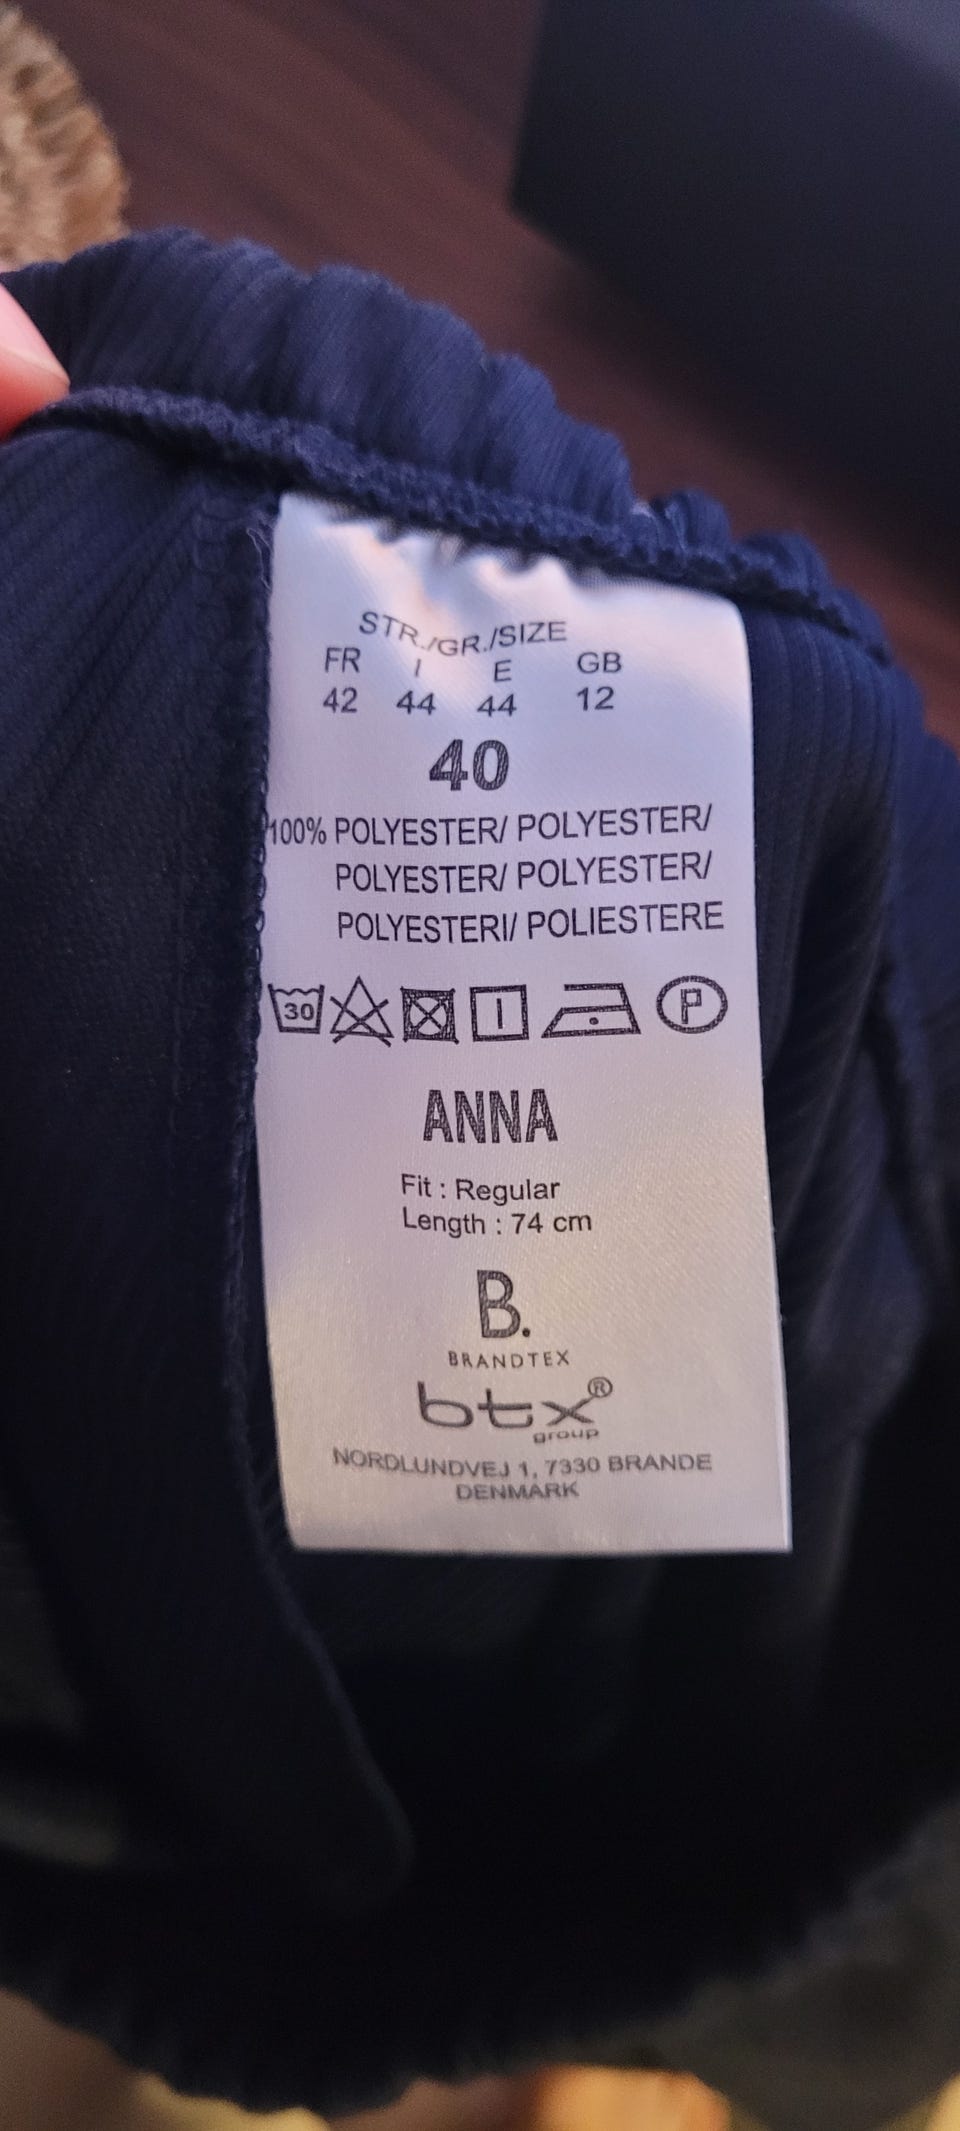 STR./GR./SIZE
FR I E GB
42 44 44 12
40
100% POLYESTER/ POLYESTER/
POLYESTER/ POLYESTER/
POLYESTERI/ POLIESTERE
30 P
ANNA
Fit : Regular
Length : 74 cm
B.
BRANDTEX
btx®
group
NORDLUNDVEJ 1, 7330 BRANDE
DENMARK